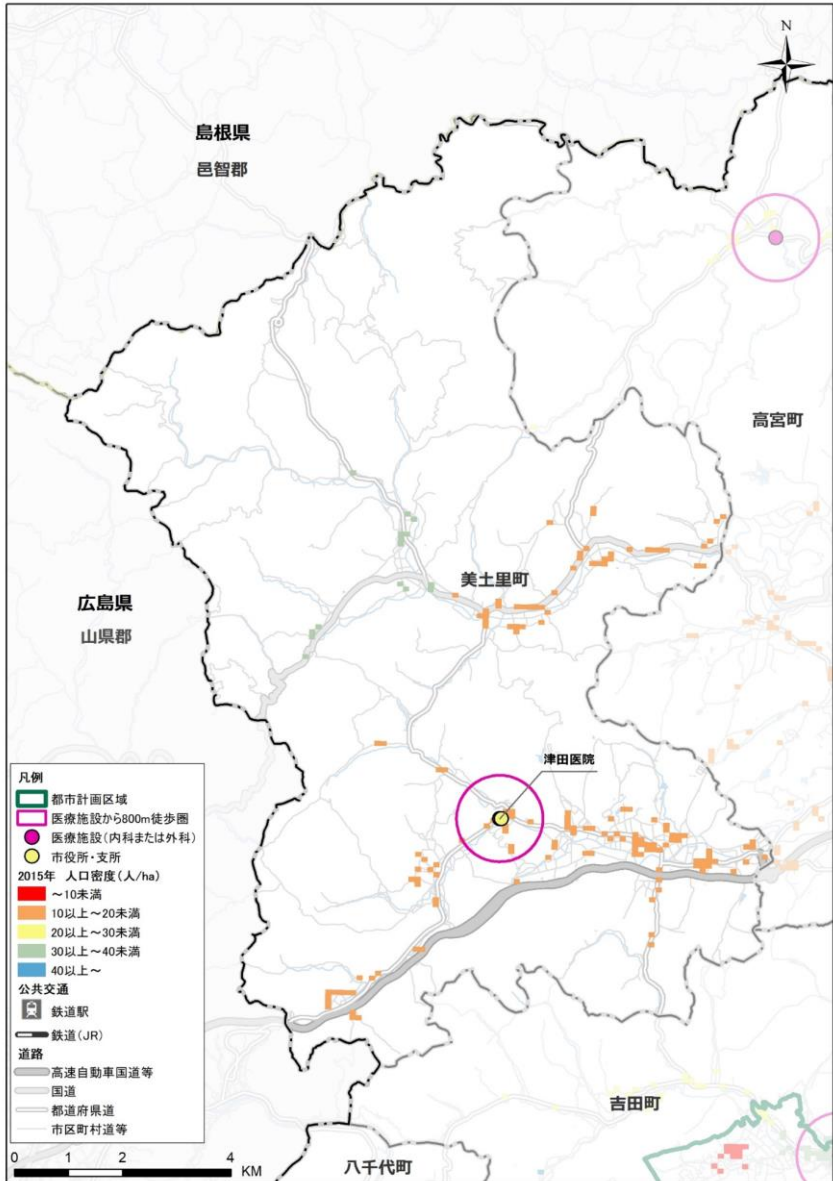 N
島根県
邑智郡
高宮町
美土里町
広島県
山県郡
津田医院
凡例
都市計画区域
医療施設から800m徒歩圏
医療施設(内科または外科)
市役所・支所
2015年 人口密度(人/ha)
~10未満
10以上~20未満
20以上~30未満
30以上~40未満
40以上~
公共交通
鉄道駅
鉄道(JR)
道路
高速自動車国道等
国道
都道府県道
市区町村道等
0 1 2 4
KM
吉田町
八千代町